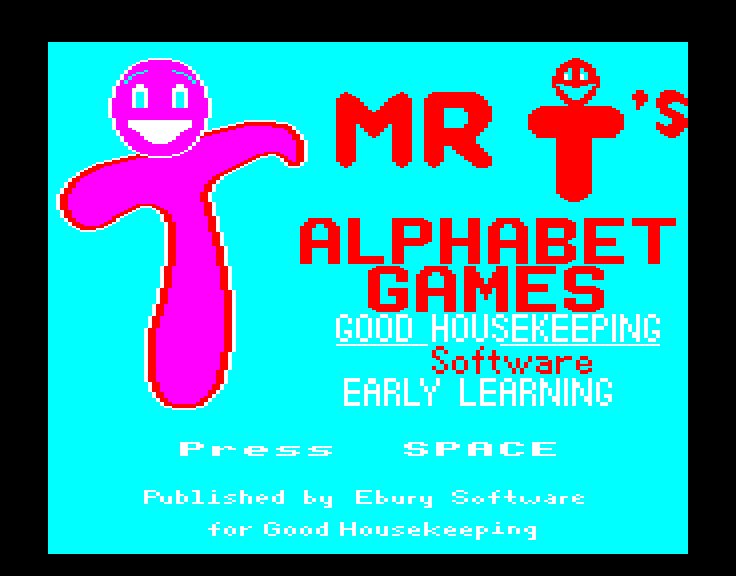 MR T's
ALPHABET
GAMES
GOOD HOUSEKEEPING
Software
EARLY LEARNING
Press SPACE
Published by Ebury Software
for Good Housekeeping